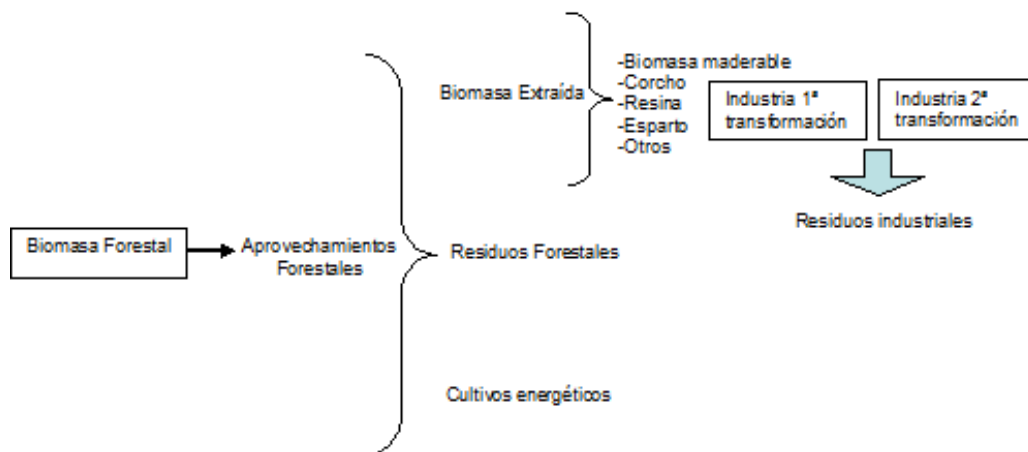 Biomasa Extraída
-Biomasa maderable
-Corcho
-Resina
-Esparto
-Otros
Industria 1ª
transformación
Industria 2ª
transformación
Residuos industriales
Biomasa Forestal
Aprovechamientos
Forestales
Residuos Forestales
Cultivos energéticos